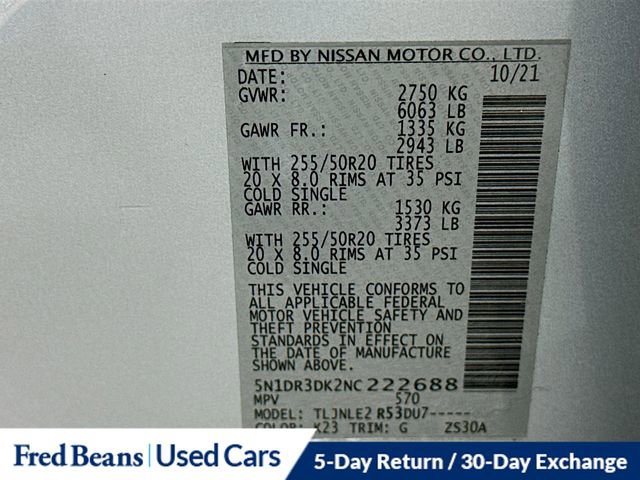 MFD BY NISSAN MOTOR CO., LTD.
DATE: 10/21
GVWR: 2750 KG
6063 LB
GAWR FR.: 1335 KG
2943 LB
WITH 255/50R20 TIRES
20 X 8.0 RIMS AT 35 PSI
COLD SINGLE
GAWR RR.: 1530 KG
3373 LB
WITH 255/50R20 TIRES
20 X 8.0 RIMS AT 35 PSI
COLD SINGLE
THIS VEHICLE CONFORMS TO
ALL APPLICABLE FEDERAL
MOTOR VEHICLE SAFETY AND
THEFT PREVENTION
STANDARDS IN EFFECT ON
THE DATE OF MANUFACTURE
SHOWN ABOVE.
5N1DR3DK2NC222688
MPV 570
MODEL: TLJNLE2 R53DU7-----
COLOR: K23 TRIM: G ZS30A
Fred Beans Used Cars 5-Day Return / 30-Day Exchange